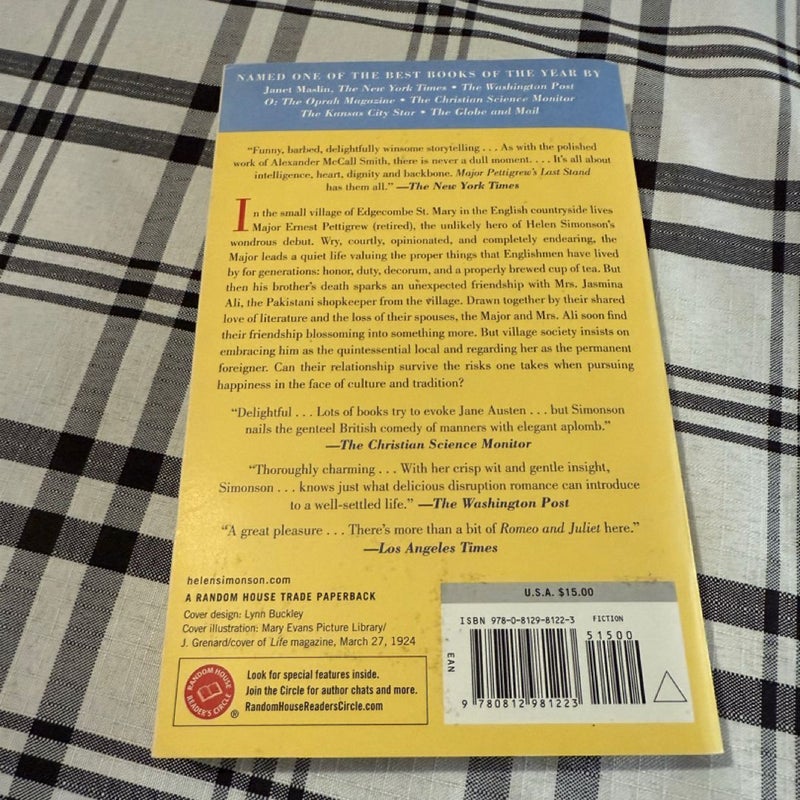 NAMED ONE OF THE BEST BOOKS OF THE YEAR BY
Janet Maslin, The New York Times • The Washington Post
O: The Oprah Magazine • The Christian Science Monitor
The Kansas City Star • The Globe and Mail
“Funny, barbed, delightfully winsome storytelling . . . As with the polished
work of Alexander McCall Smith, there is never a dull moment. . . . It’s all about
intelligence, heart, dignity and backbone. Major Pettigrew’s Last Stand
has them all.” —The New York Times
In the small village of Edgecombe St. Mary in the English countryside lives
Major Ernest Pettigrew (retired), the unlikely hero of Helen Simonson’s
wondrous debut. Wry, courtly, opinionated, and completely endearing, the
Major leads a quiet life valuing the proper things that Englishmen have lived
by for generations: honor, duty, decorum, and a properly brewed cup of tea. But
then his brother’s death sparks an unexpected friendship with Mrs. Jasmina
Ali, the Pakistani shopkeeper from the village. Drawn together by their shared
love of literature and the loss of their spouses, the Major and Mrs. Ali soon find
their friendship blossoming into something more. But village society insists on
embracing him as the quintessential local and regarding her as the permanent
foreigner. Can their relationship survive the risks one takes when pursuing
happiness in the face of culture and tradition?
“Delightful . . . Lots of books try to evoke Jane Austen . . . but Simonson
nails the genteel British comedy of manners with elegant aplomb.”
—The Christian Science Monitor
“Thoroughly charming . . . With her crisp wit and gentle insight,
Simonson . . . knows just what delicious disruption romance can introduce
to a well-settled life.” —The Washington Post
“A great pleasure . . . There’s more than a bit of Romeo and Juliet here.”
—Los Angeles Times
helensimonson.com
A RANDOM HOUSE TRADE PAPERBACK
Cover design: Lynn Buckley
Cover illustration: Mary Evans Picture Library/
J. Grenard/cover of Life magazine, March 27, 1924
RANDOM HOUSE READER'S CIRCLE ®
Look for special features inside.
Join the Circle for author chats and more.
RandomHouseReadersCircle.com
U.S.A. $15.00
ISBN 978-0-8129-8122-3 FICTION
51500
EAN
9 780812 981223